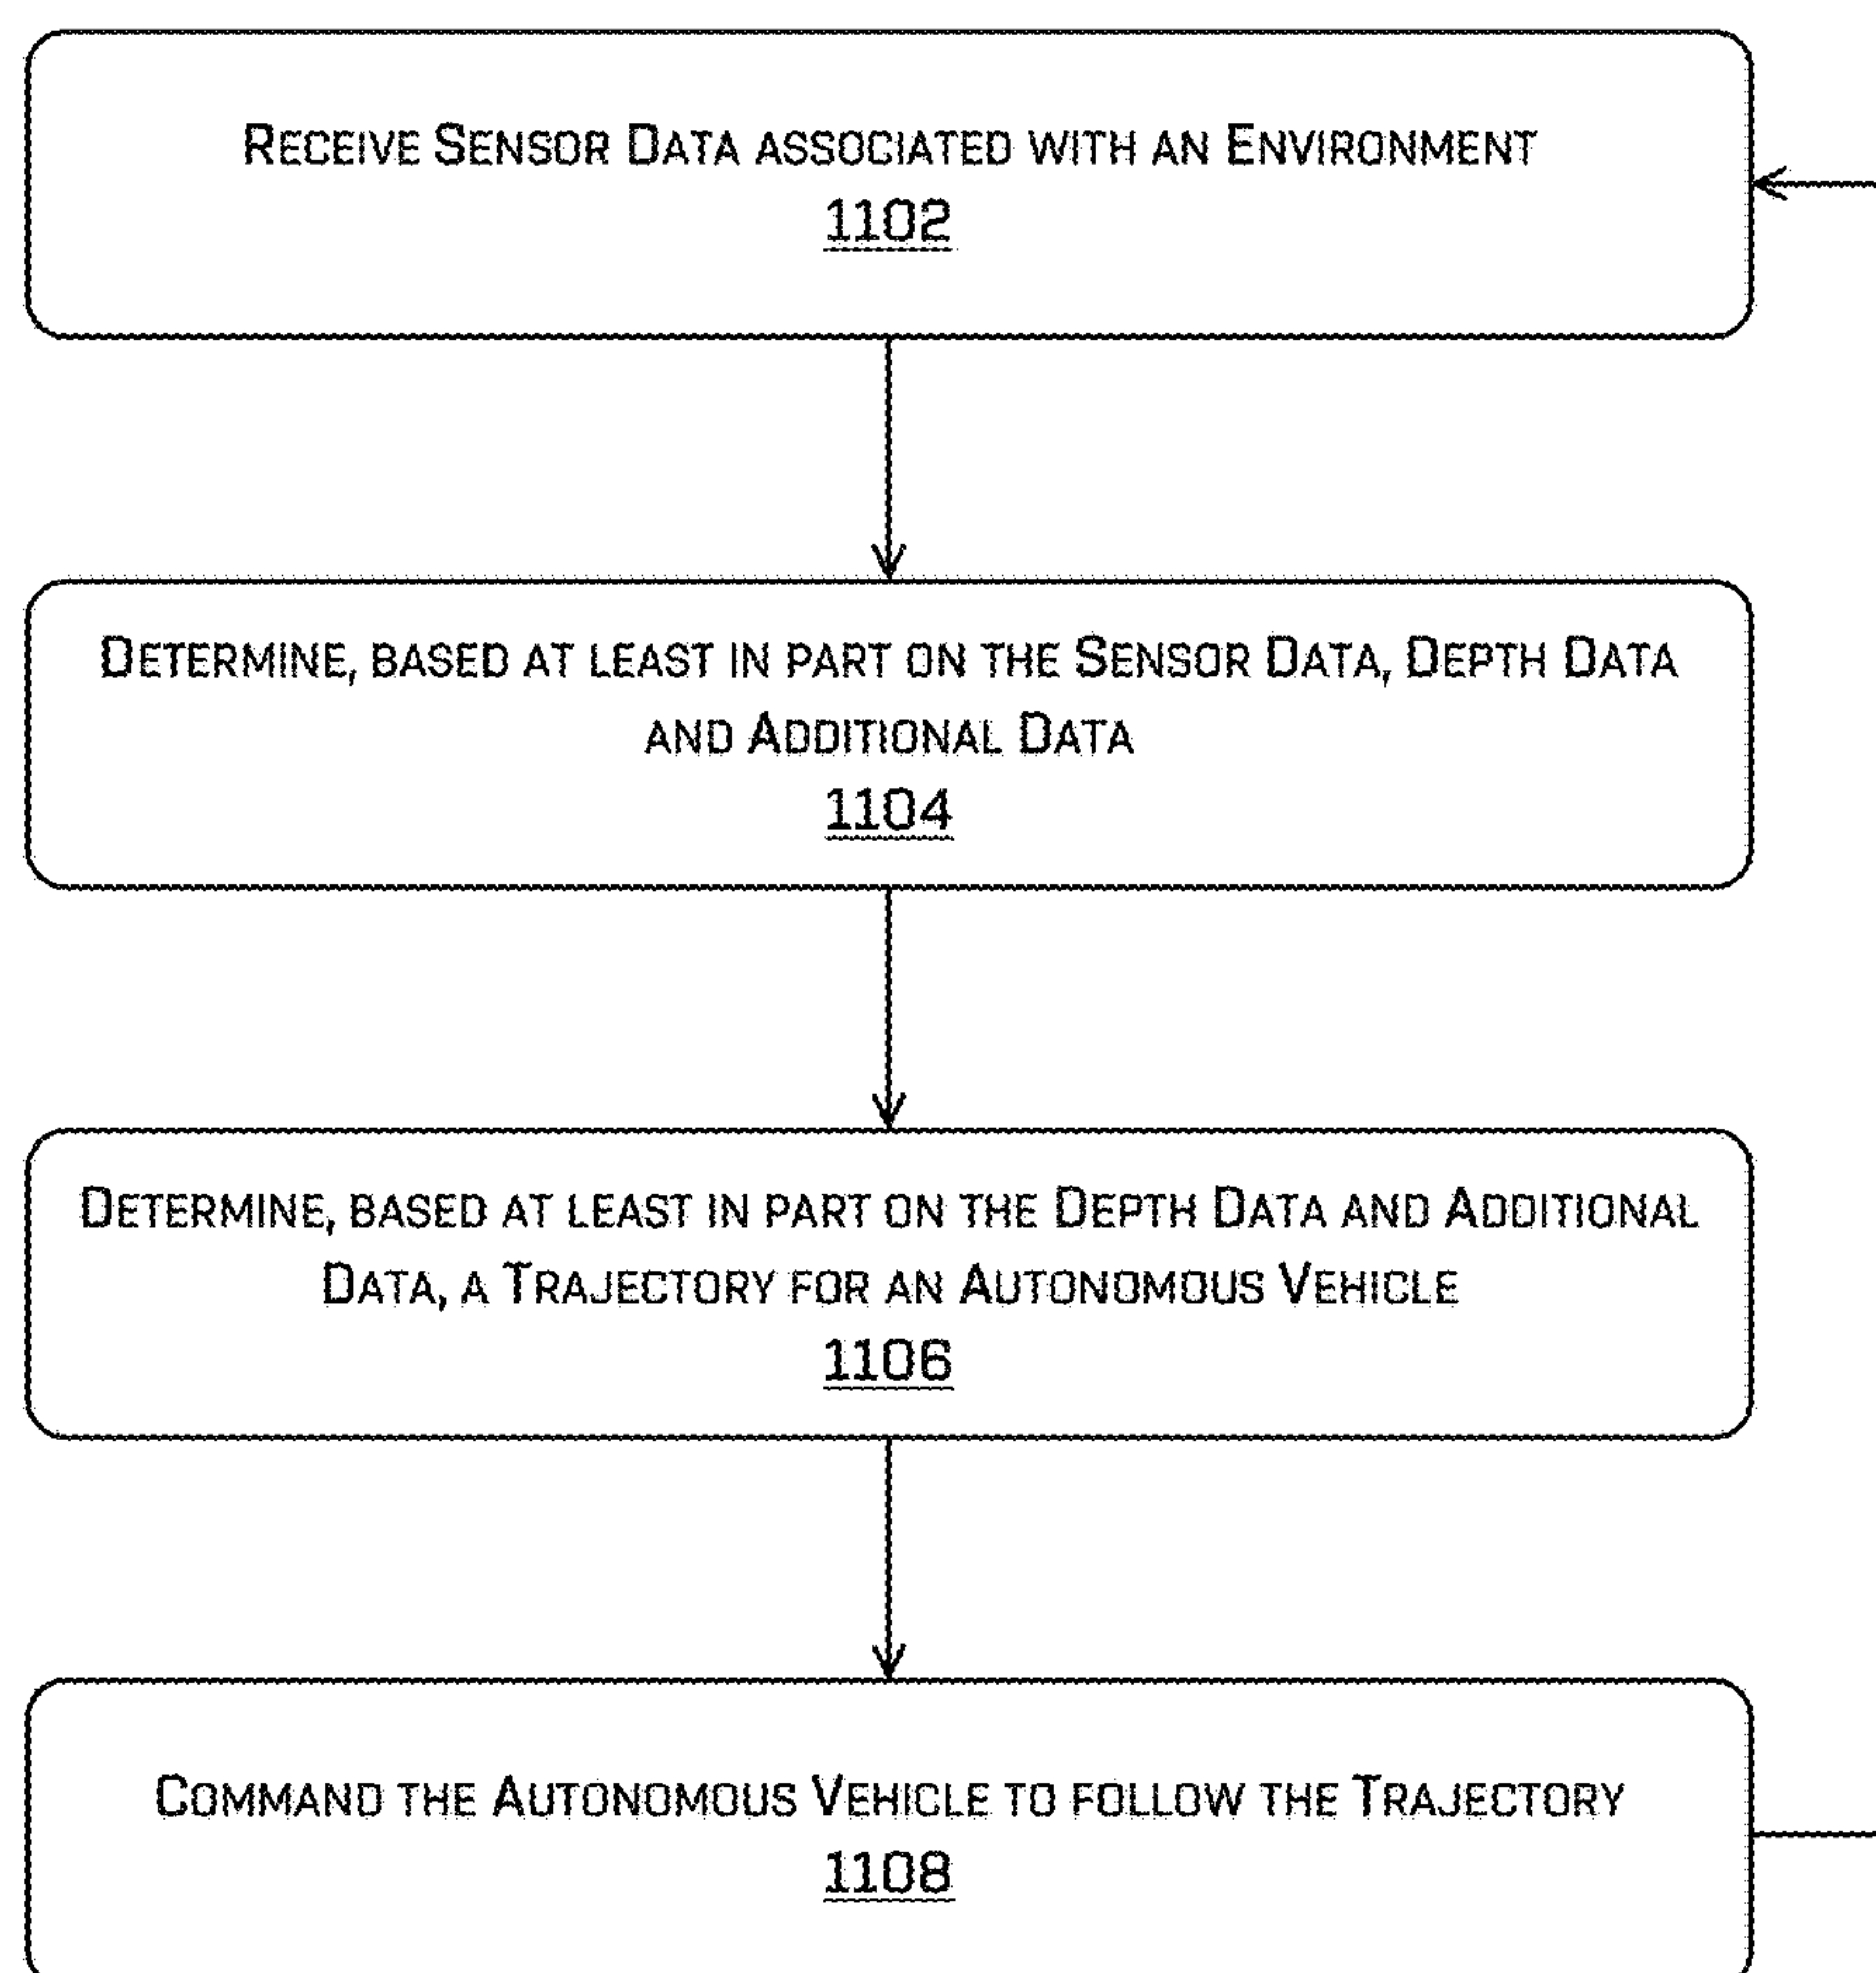 Receive Sensor Data associated with an Environment
1102
Determine, based at least in part on the Sensor Data, Depth Data
and Additional Data
1104
Determine, based at least in part on the Depth Data and Additional
Data, a Trajectory for an Autonomous Vehicle
1106
Command the Autonomous Vehicle to follow the Trajectory
1108